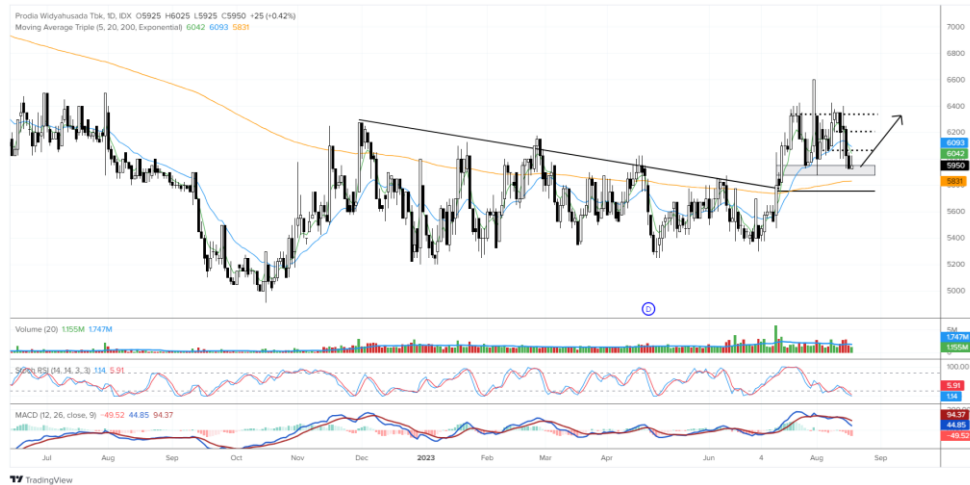 Prodia Widyahusada Tbk, 1D, IDX O5925 H6025 L5925 C5950 +25 (+0.42%)
Moving Average Triple (5, 20, 200, Exponential) 6042 6093 5831
7000
6800
6600
6400
6200
6093
6042
5950
5831
5600
5400
5200
5000
D
Volume (20) 1.155M 1.747M
5M
1.747M
1.155M
Stoch RSI (14, 14, 3, 3) 1.14 5.91
100.00
5.91
1.14
MACD (12, 26, close, 9) -49.52 44.85 94.37
94.37
44.85
-49.52
Jul Aug Sep Oct Nov Dec 2023 Feb Mar Apr Jun 4 Aug Sep
TradingView